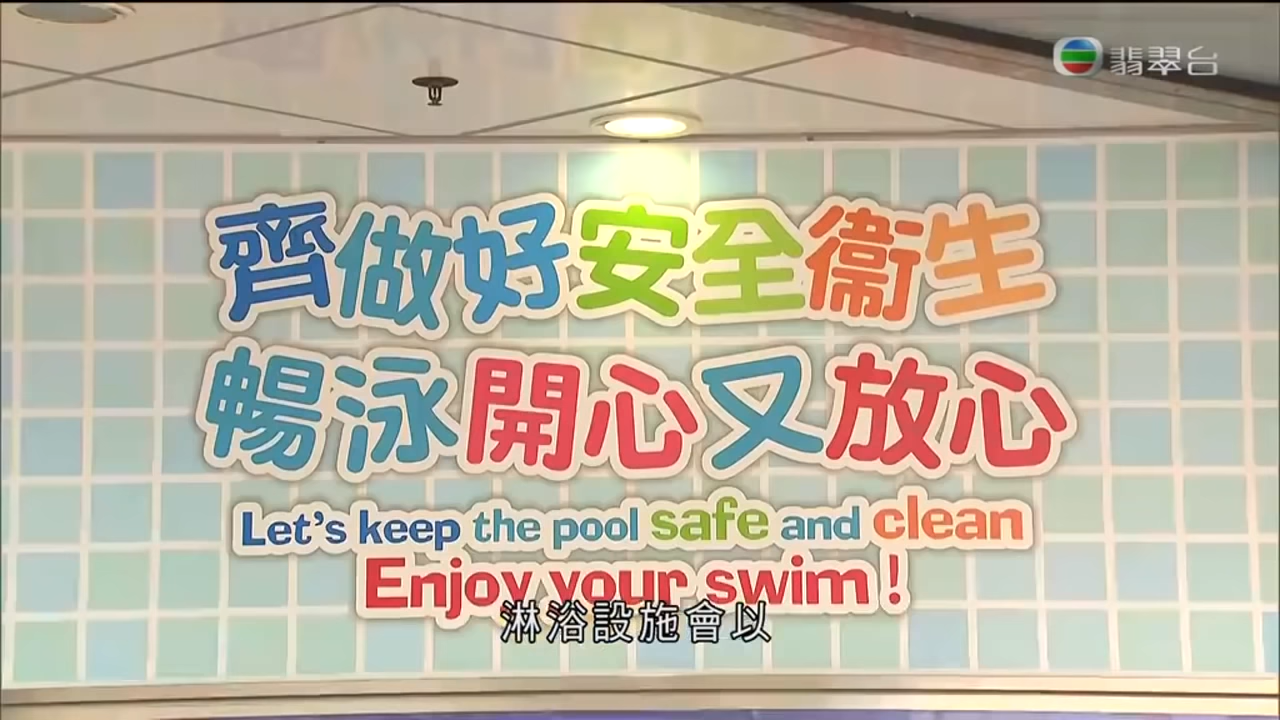 翡翠台
齊做好安全衞生
暢泳開心又放心
Let's keep the pool safe and clean
Enjoy your swim!
淋浴設施會以